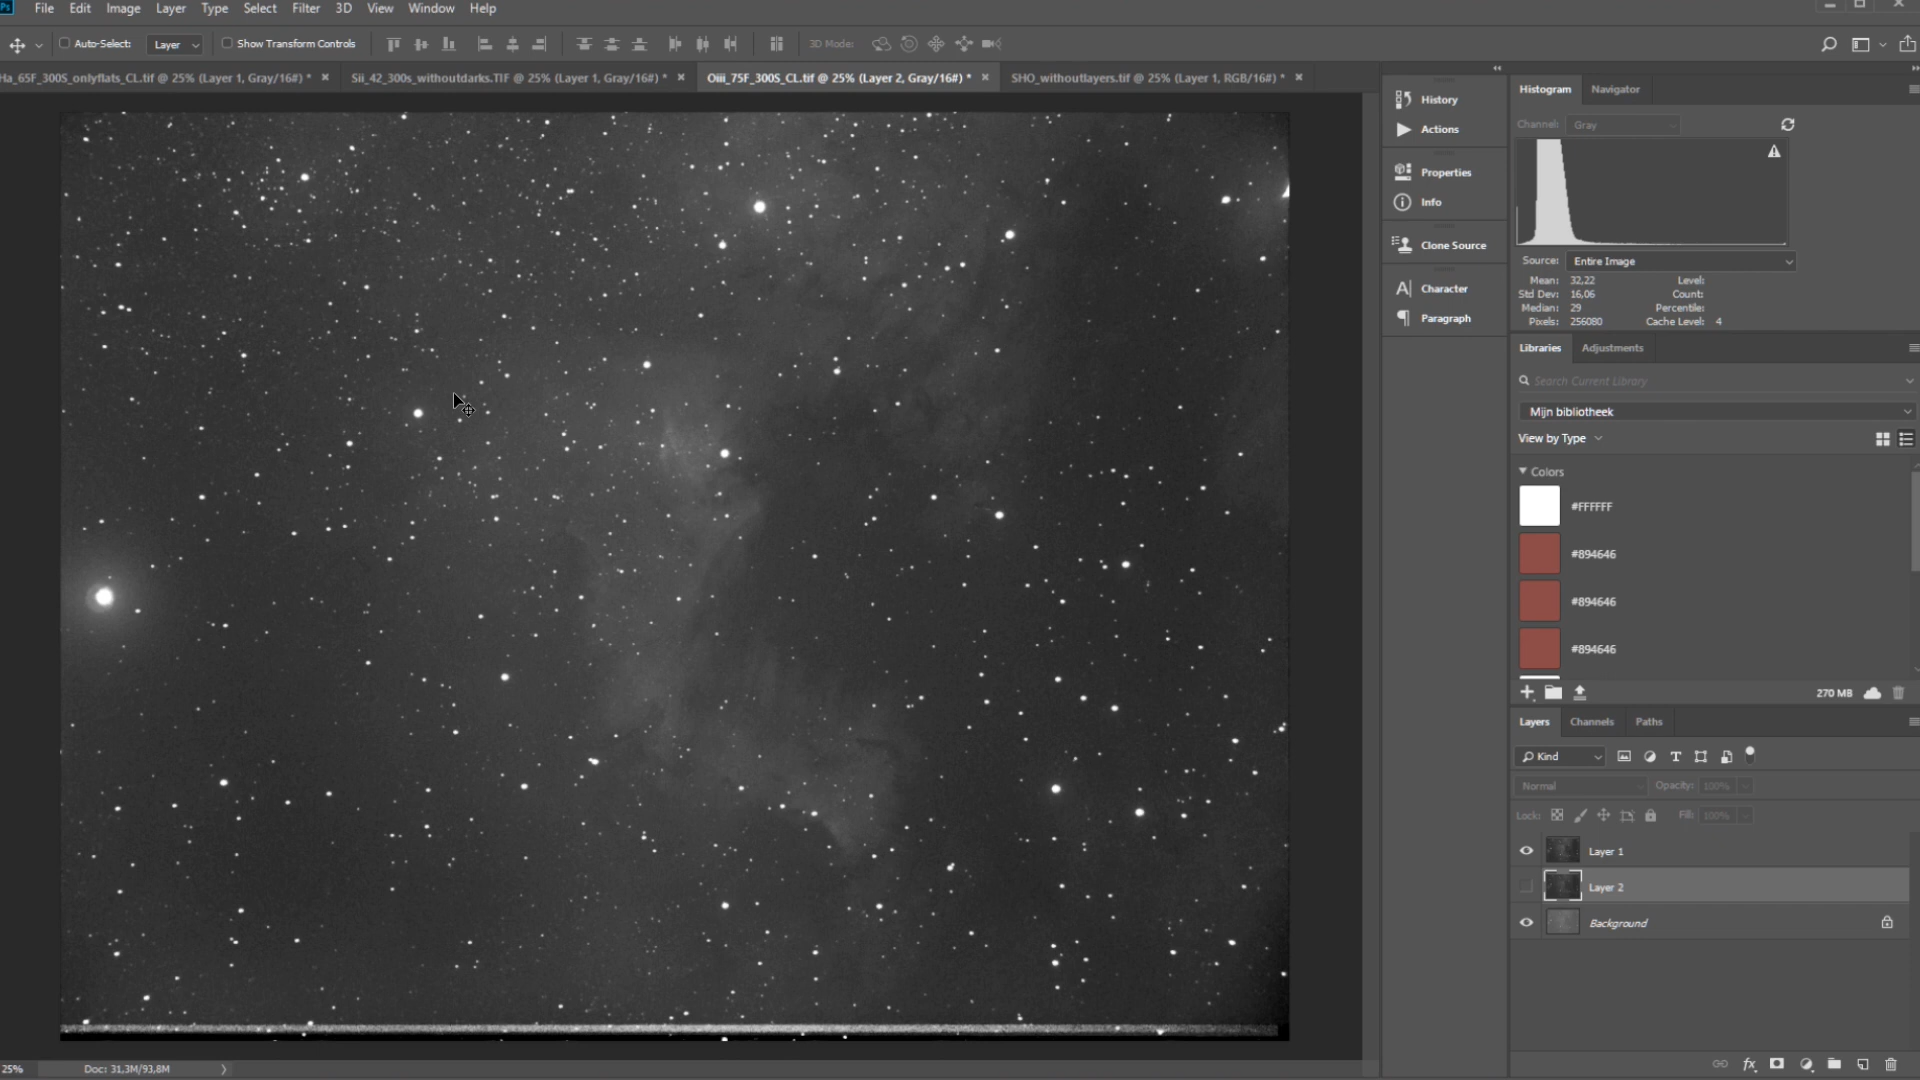 Ps File Edit Image Layer Type Select Filter 3D View Window Help
Auto-Select: Layer Show Transform Controls 3D Mode:
Ha_65F_300S_onlyflats_CL.tif @ 25% (Layer 1, Gray/16#) * × Sii_42_300s_withoutdarks.TIF @ 25% (Layer 1, Gray/16#) * × Oiii_75F_300S_CL.tif @ 25% (Layer 2, Gray/16#) * × SHO_withoutlayers.tif @ 25% (Layer 1, RGB/16#) * ×
History
Actions
Properties
Info
Clone Source
Character
Paragraph
Histogram Navigator
Channel: Gray
Source: Entire Image
Mean: 32,22 Level:
Std Dev: 16,06 Count:
Median: 29 Percentile:
Pixels: 256080 Cache Level: 4
Libraries Adjustments
Search Current Library
Mijn bibliotheek
View by Type
Colors
#FFFFFF
#894646
#894646
#894646
270 MB
Layers Channels Paths
Kind
Normal Opacity: 100%
Lock: Fill: 100%
Layer 1
Layer 2
Background
fx
25% Doc: 31,3M/93,8M